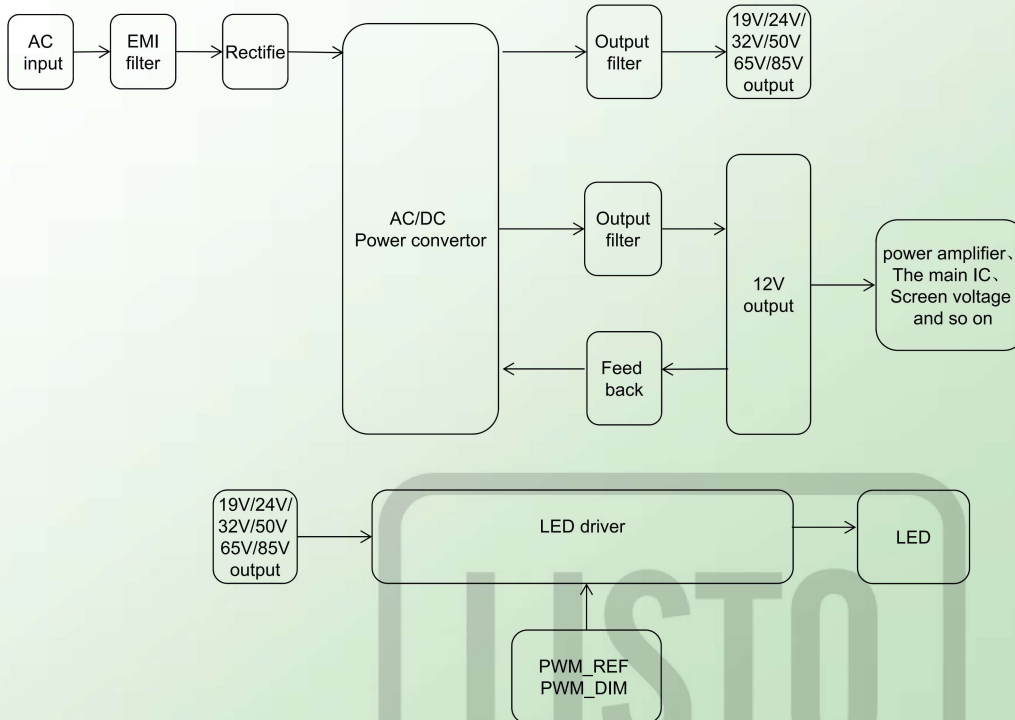 AC
input
EMI
filter
Rectifie
Output
filter
19V/24V/
32V/50V
65V/85V
output
AC/DC
Power convertor
Output
filter
12V
output
power amplifier、
The main IC、
Screen voltage
and so on
Feed
back
19V/24V/
32V/50V
65V/85V
output
LED driver
LED
PWM_REF
PWM_DIM
LISTO